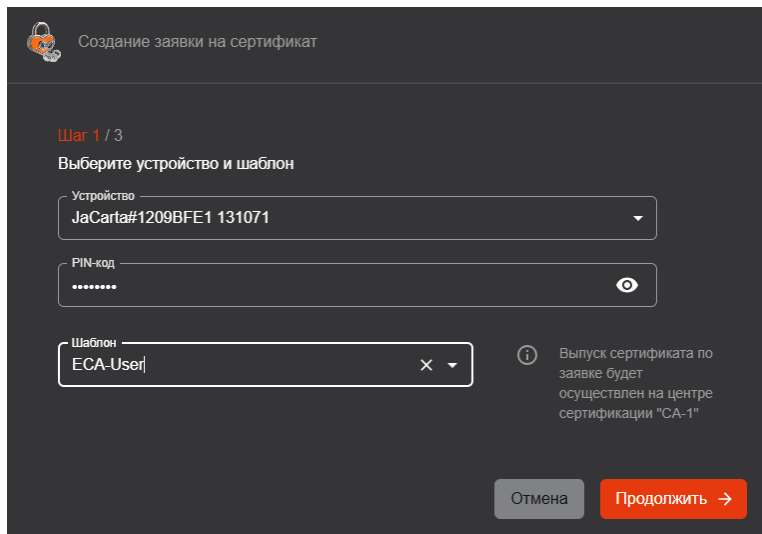 Создание заявки на сертификат
Шаг 1 / 3
Выберите устройство и шаблон
Устройство
JaCarta#1209BFE1 131071
PIN-код
••••••••
Шаблон
ECA-User
Выпуск сертификата по
заявке будет
осуществлен на центре
сертификации "CA-1"
Отмена
Продолжить →